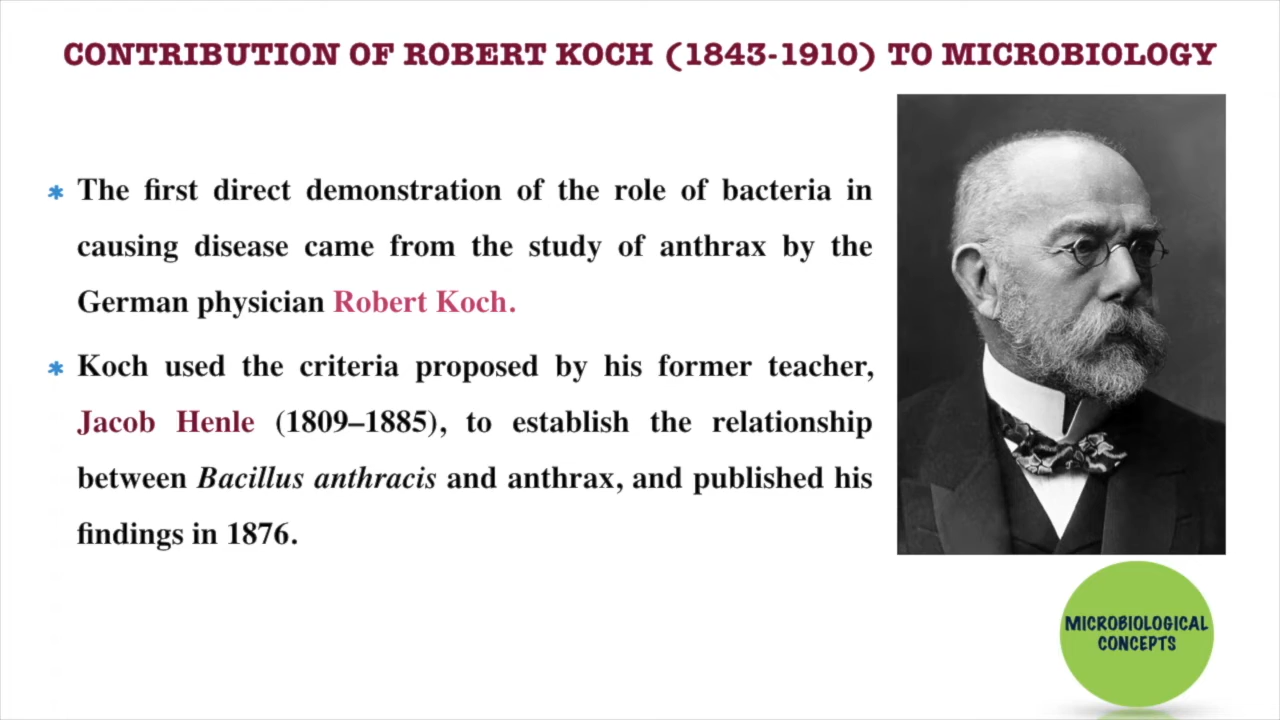 CONTRIBUTION OF ROBERT KOCH (1843-1910) TO MICROBIOLOGY
* The first direct demonstration of the role of bacteria in
causing disease came from the study of anthrax by the
German physician Robert Koch.
* Koch used the criteria proposed by his former teacher,
Jacob Henle (1809–1885), to establish the relationship
between Bacillus anthracis and anthrax, and published his
findings in 1876.
MICROBIOLOGICAL
CONCEPTS